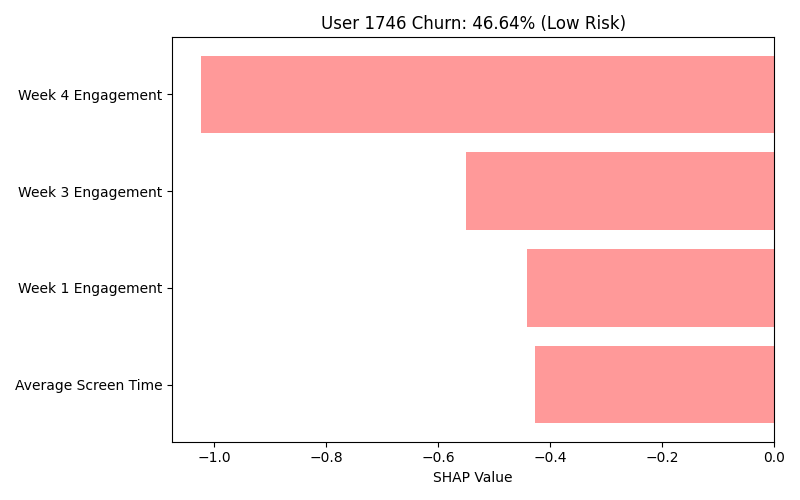 User 1746 Churn: 46.64% (Low Risk)
Week 4 Engagement
Week 3 Engagement
Week 1 Engagement
Average Screen Time
−1.0 −0.8 −0.6 −0.4 −0.2 0.0
SHAP Value